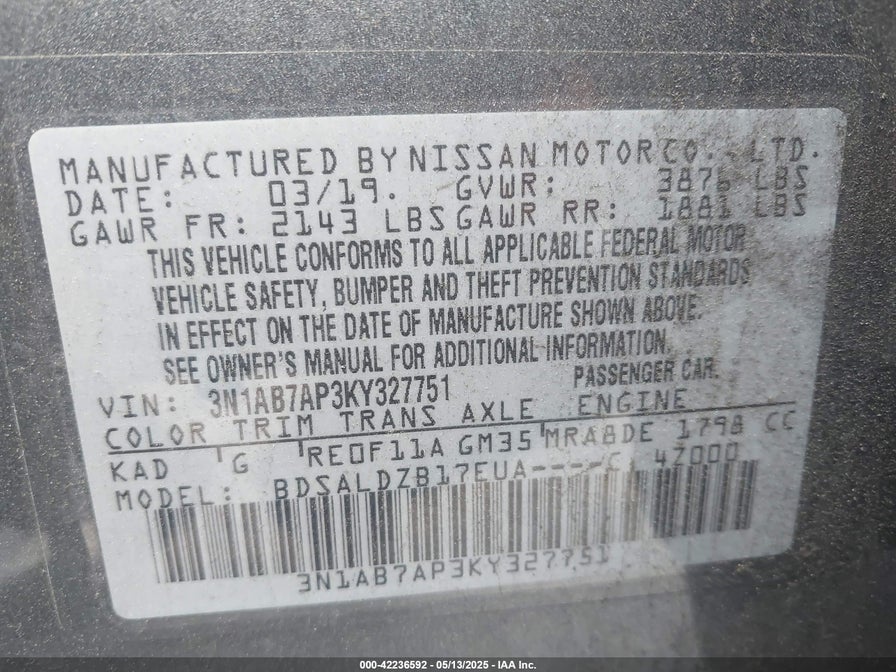 MANUFACTURED BY NISSAN MOTOR CO., LTD.
DATE: 03/19. GVWR: 3876 LBS
GAWR FR: 2143 LBS GAWR RR: 1881 LBS
THIS VEHICLE CONFORMS TO ALL APPLICABLE FEDERAL MOTOR
VEHICLE SAFETY, BUMPER AND THEFT PREVENTION STANDARDS
IN EFFECT ON THE DATE OF MANUFACTURE SHOWN ABOVE.
SEE OWNER'S MANUAL FOR ADDITIONAL INFORMATION.
VIN: 3N1AB7AP3KY327751 PASSENGER CAR.
COLOR TRIM TRANS AXLE ENGINE
KAD G RE0F11A GM35 MRA8DE 1798 CC
MODEL: BDSALDZB17EUA----C 4Z000
3N1AB7AP3KY327751
000-42236592 - 05/13/2025 - IAA Inc.